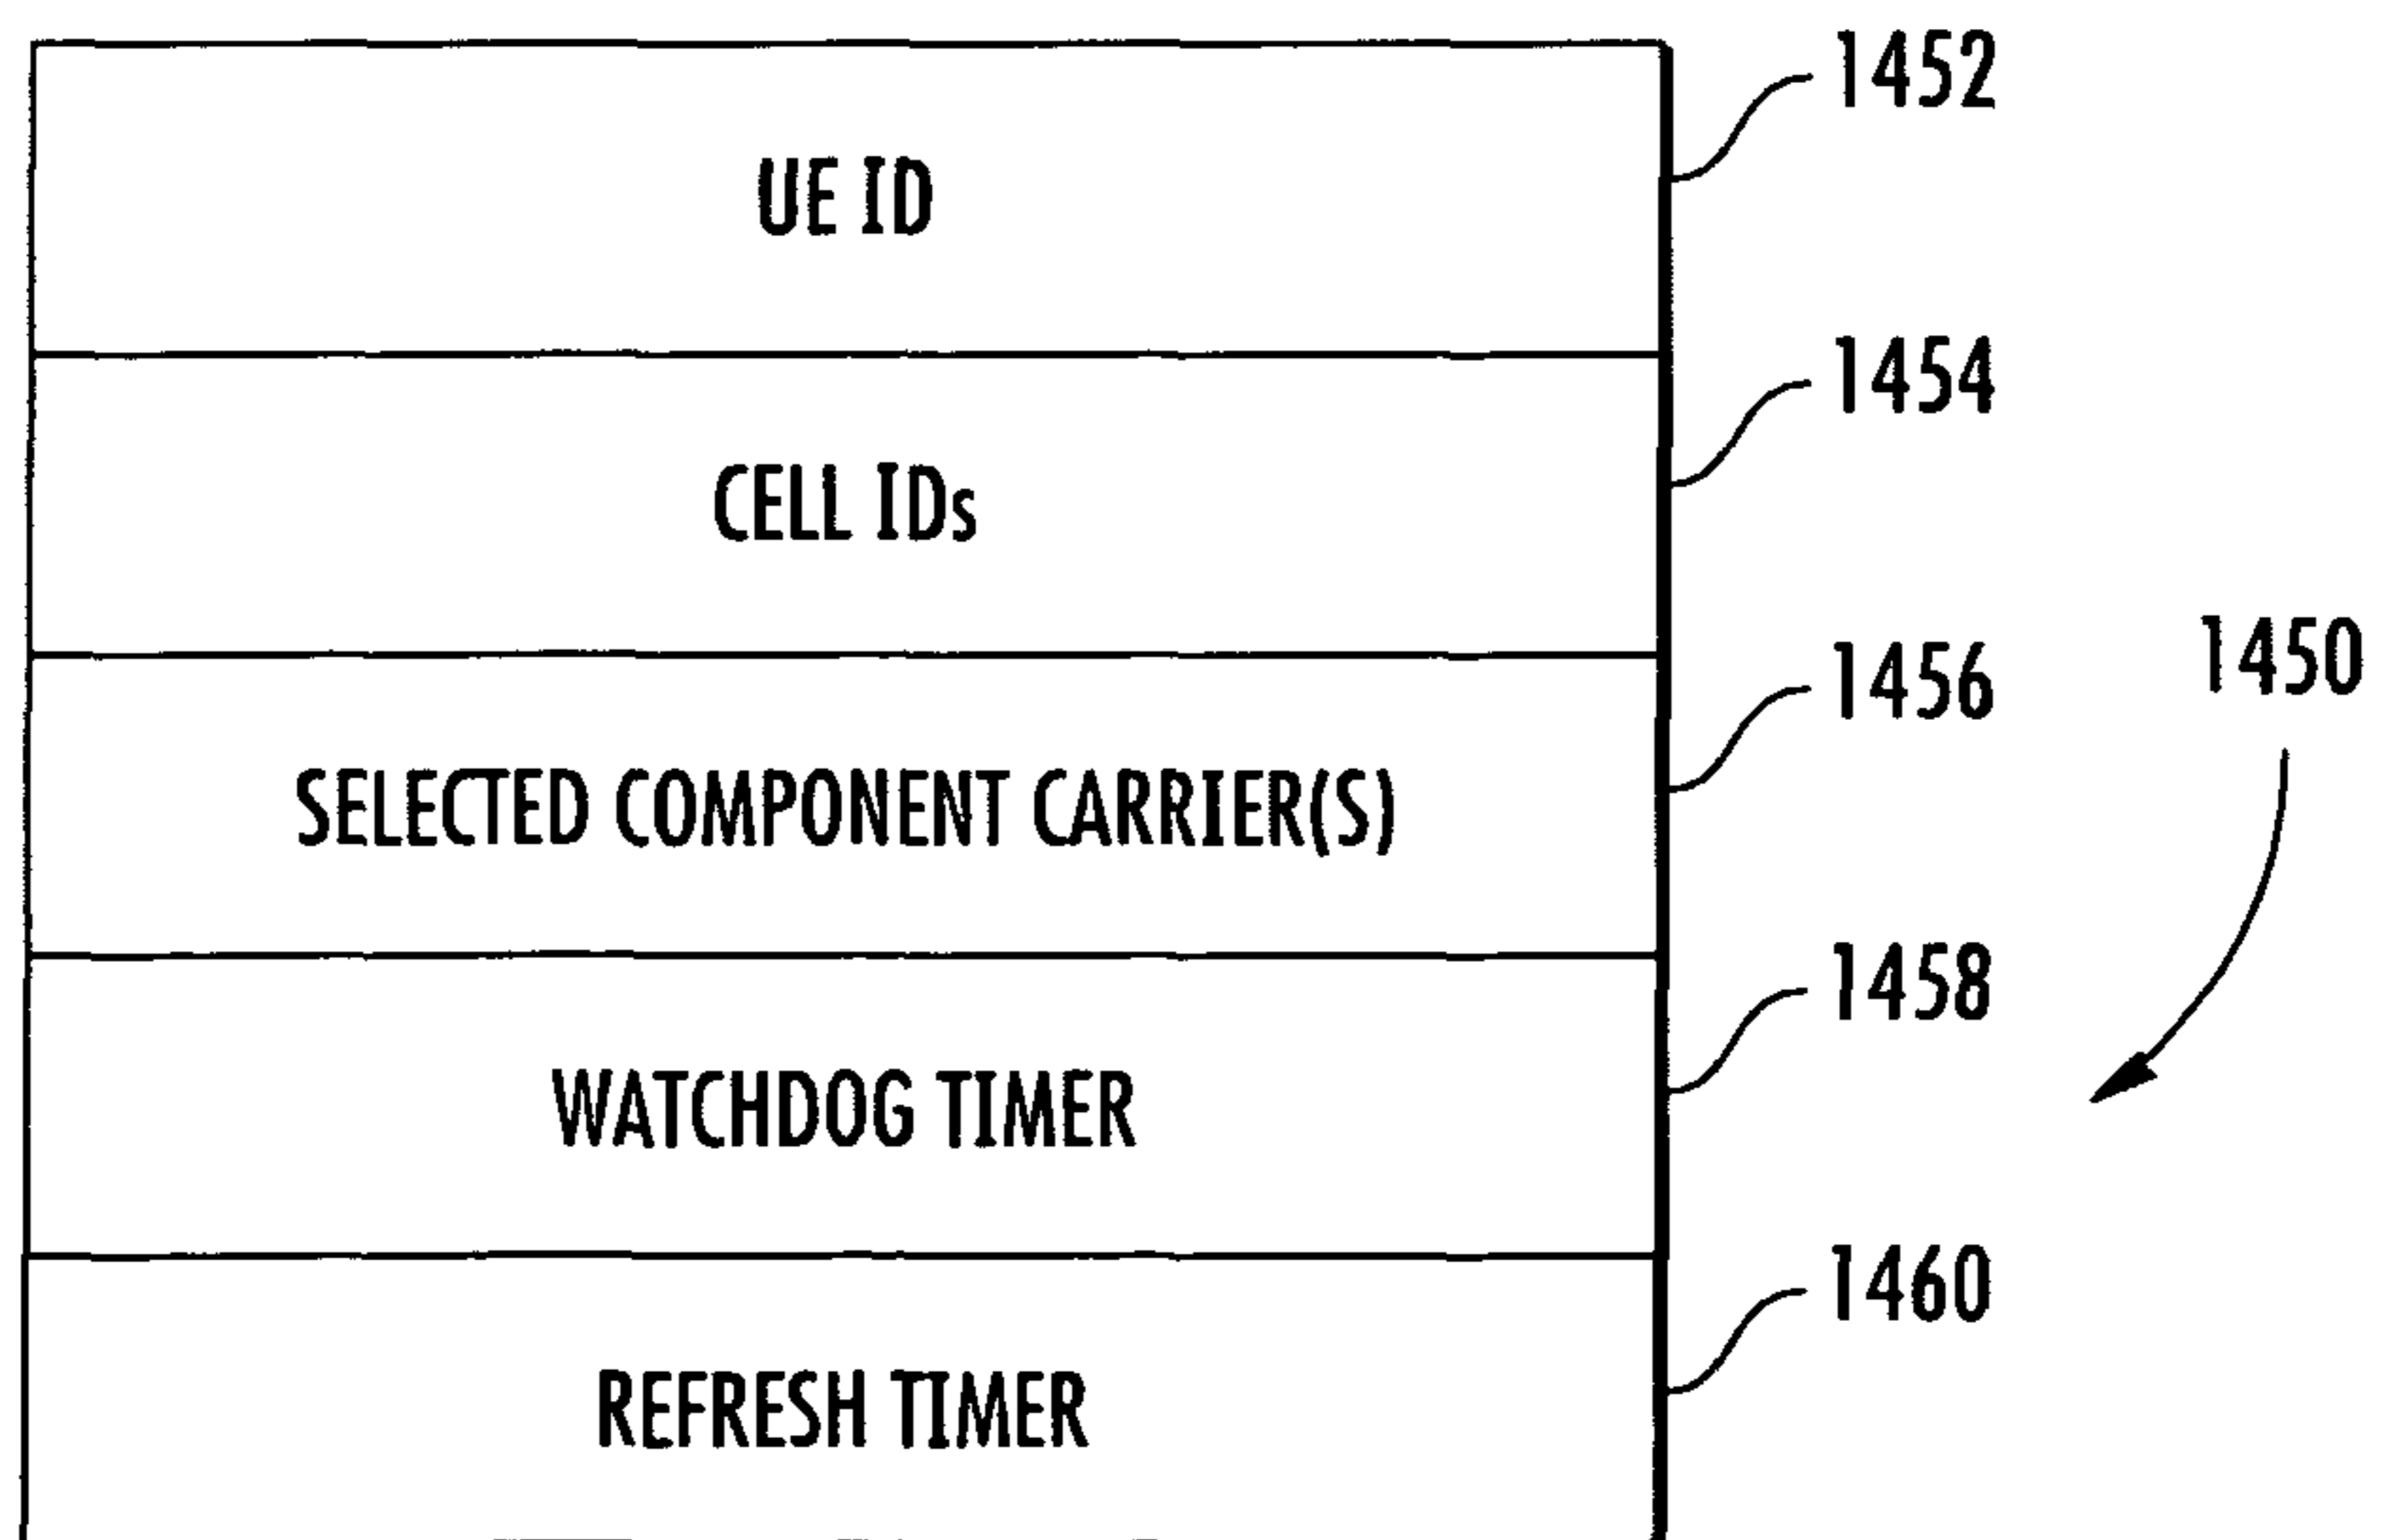 1452
UE ID
1454
CELL IDs
1456
1450
SELECTED COMPONENT CARRIER(S)
1458
WATCHDOG TIMER
1460
REFRESH TIMER